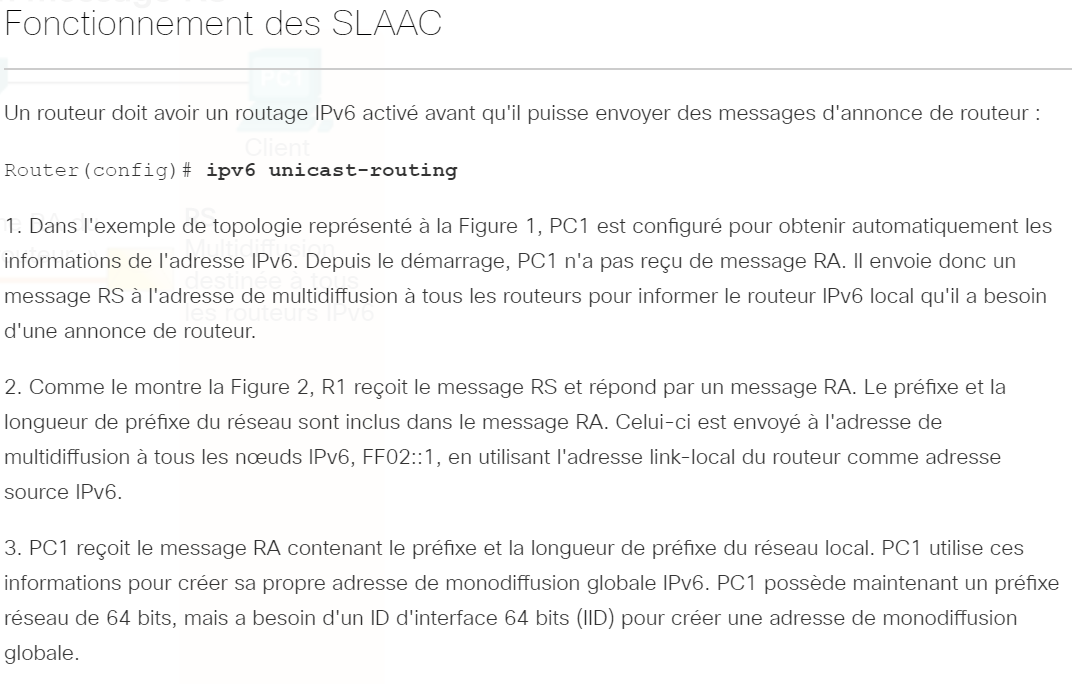 Fonctionnement des SLAAC
PC1
Un routeur doit avoir un routage IPv6 activé avant qu'il puisse envoyer des messages d'annonce de routeur :
Client
Router(config)# ipv6 unicast-routing
RS
1. Dans l'exemple de topologie représenté à la Figure 1, PC1 est configuré pour obtenir automatiquement les
Multidiffusion
informations de l'adresse IPv6. Depuis le démarrage, PC1 n'a pas reçu de message RA. Il envoie donc un
destinée à tous
message RS à l'adresse de multidiffusion à tous les routeurs pour informer le routeur IPv6 local qu'il a besoin
les routeurs IPv6
d'une annonce de routeur.
2. Comme le montre la Figure 2, R1 reçoit le message RS et répond par un message RA. Le préfixe et la
longueur de préfixe du réseau sont inclus dans le message RA. Celui-ci est envoyé à l'adresse de
multidiffusion à tous les nœuds IPv6, FF02::1, en utilisant l'adresse link-local du routeur comme adresse
source IPv6.
3. PC1 reçoit le message RA contenant le préfixe et la longueur de préfixe du réseau local. PC1 utilise ces
informations pour créer sa propre adresse de monodiffusion globale IPv6. PC1 possède maintenant un préfixe
réseau de 64 bits, mais a besoin d'un ID d'interface 64 bits (IID) pour créer une adresse de monodiffusion
globale.